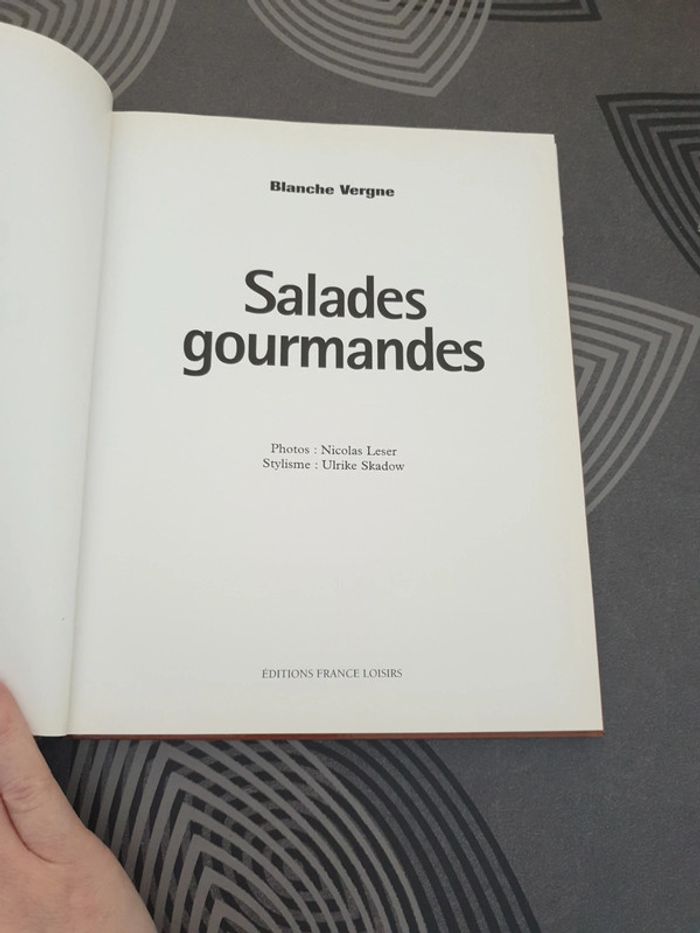 Blanche Vergne
Salades
gourmandes
Photos : Nicolas Leser
Stylisme : Ulrike Skadow
ÉDITIONS FRANCE LOISIRS